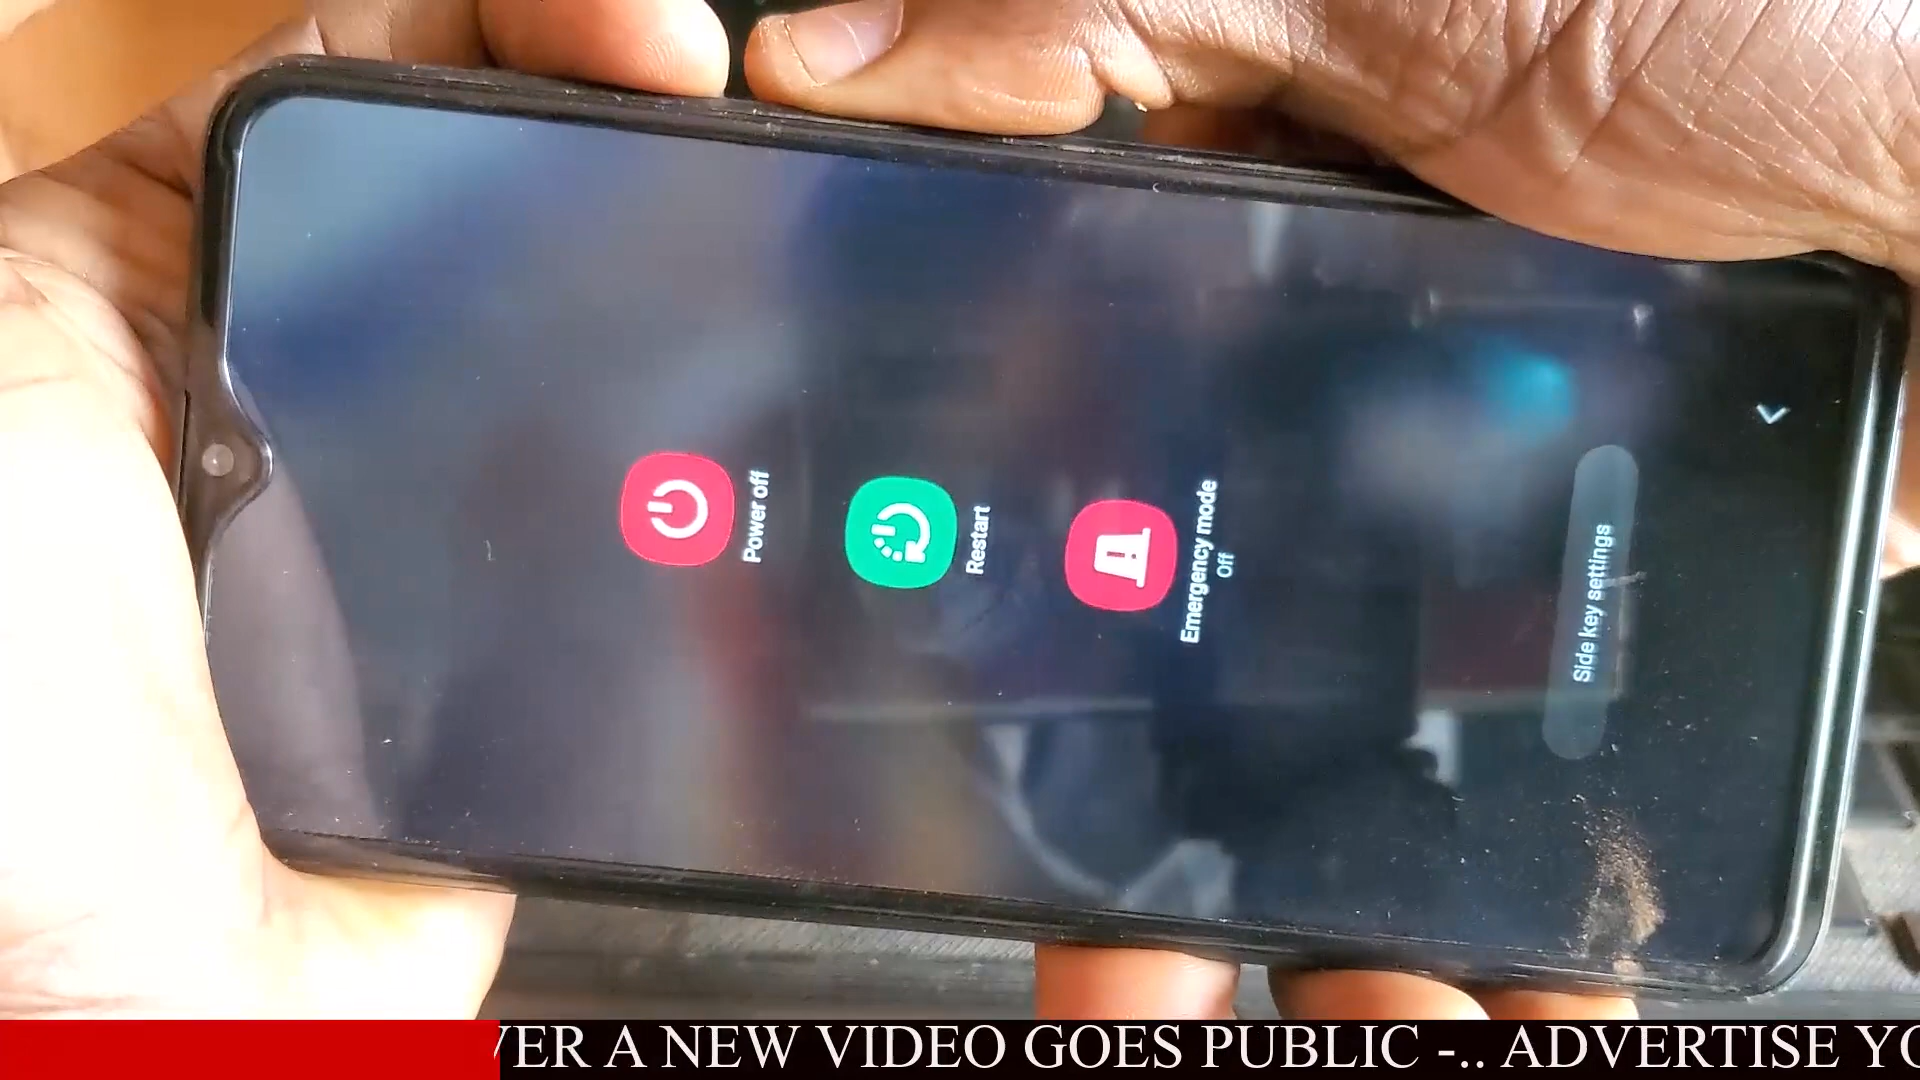 Power off
Restart
Emergency mode
Off
Side key settings
VER A NEW VIDEO GOES PUBLIC -.. ADVERTISE YO